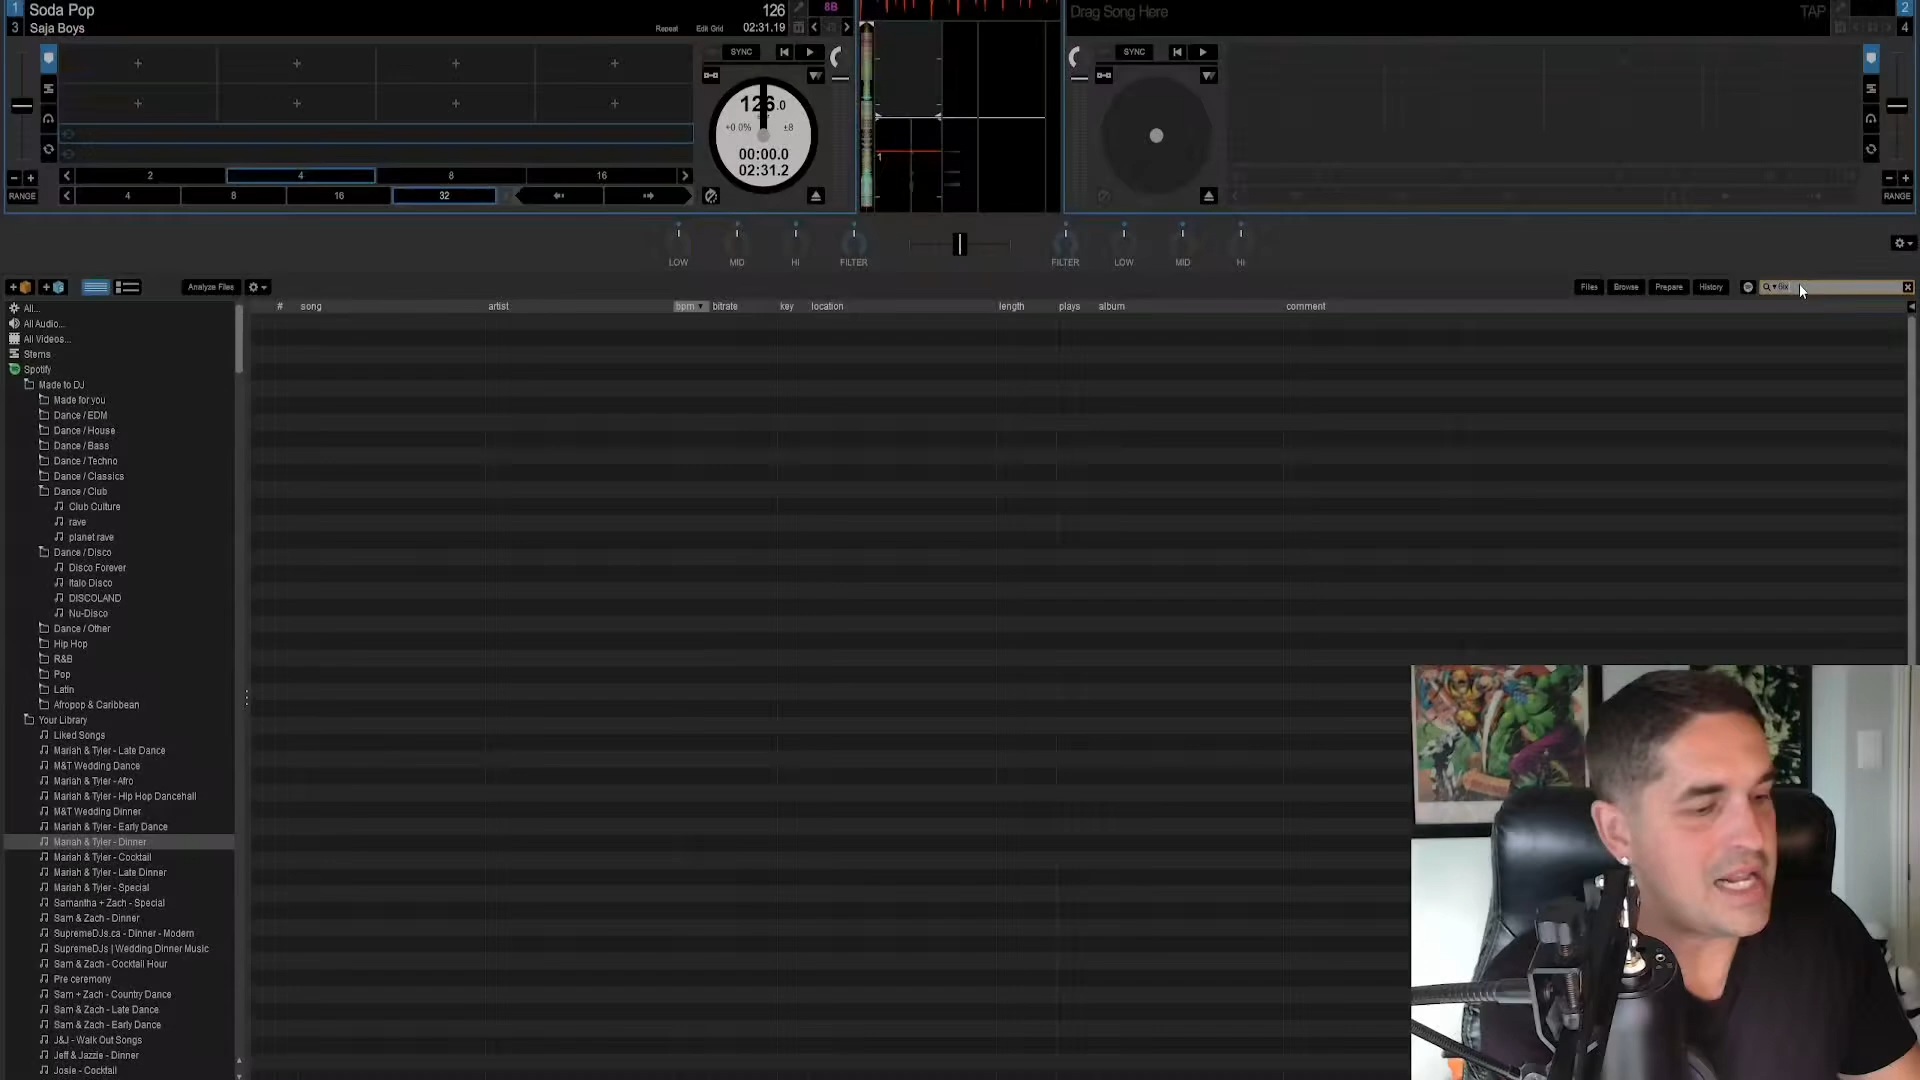 1 Soda Pop 126 8B
3 Saja Boys Repeat Edit Grid 02:31.19
Drag Song Here TAP 2
4
SYNC
126.0
+0.0% ±8
00:00.0
02:31.2
2 4 8 16
RANGE 4 8 16 32
1
SYNC
RANGE
LOW MID HI FILTER FILTER LOW MID HI
Analyze Files Files Browse Prepare History
# song artist bpm bitrate key location length plays album comment
All...
All Audio...
All Videos...
Stems
Spotify
Made to DJ
Made for you
Dance / EDM
Dance / House
Dance / Bass
Dance / Techno
Dance / Classics
Dance / Club
Club Culture
rave
planet rave
Dance / Disco
Disco Forever
Italo Disco
DISCOLAND
Nu-Disco
Dance / Other
Hip Hop
R&B
Pop
Latin
Afropop & Caribbean
Your Library
Liked Songs
Mariah & Tyler - Late Dance
M&T Wedding Dance
Mariah & Tyler - Afro
Mariah & Tyler - Hip Hop Dancehall
M&T Wedding Dinner
Mariah & Tyler - Early Dance
Mariah & Tyler - Dinner
Mariah & Tyler - Cocktail
Mariah & Tyler - Late Dinner
Mariah & Tyler - Special
Samantha + Zach - Special
Sam & Zach - Dinner
SupremeDJs.ca - Dinner - Modern
SupremeDJs | Wedding Dinner Music
Sam & Zach - Cocktail Hour
Pre ceremony
Sam + Zach - Country Dance
Sam & Zach - Late Dance
Sam & Zach - Early Dance
J&J - Walk Out Songs
Jeff & Jazzie - Dinner
Josie - Cocktail